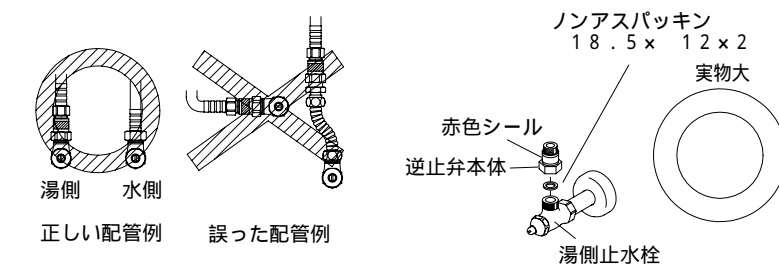 湯側 水側
正しい配管例
誤った配管例
ノンアスパッキン
18.5× 12×2
実物大
赤色シール
逆止弁本体
湯側止水栓